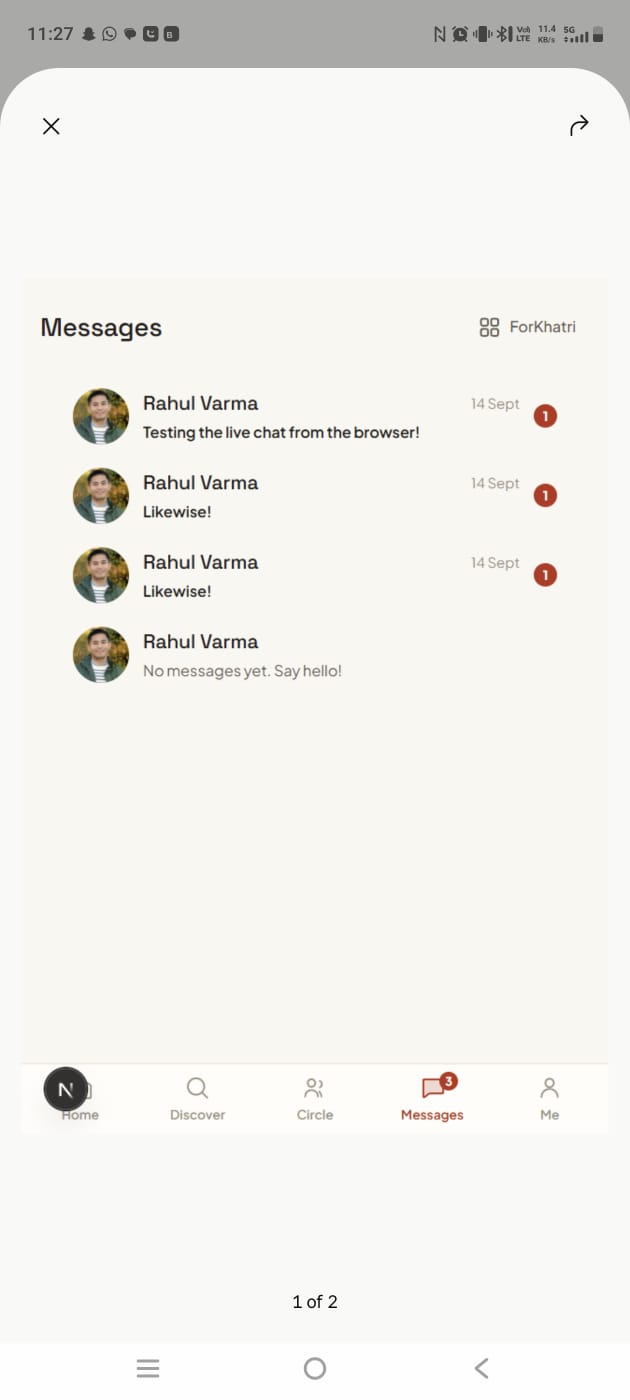 11:27
Vo) LTE
11.4 KB/s
5G
Messages
ForKhatri
Rahul Varma
14 Sept
Testing the live chat from the browser!
1
Rahul Varma
14 Sept
Likewise!
1
Rahul Varma
14 Sept
Likewise!
1
Rahul Varma
No messages yet. Say hello!
N
3
Home
Discover
Circle
Messages
Me
1 of 2